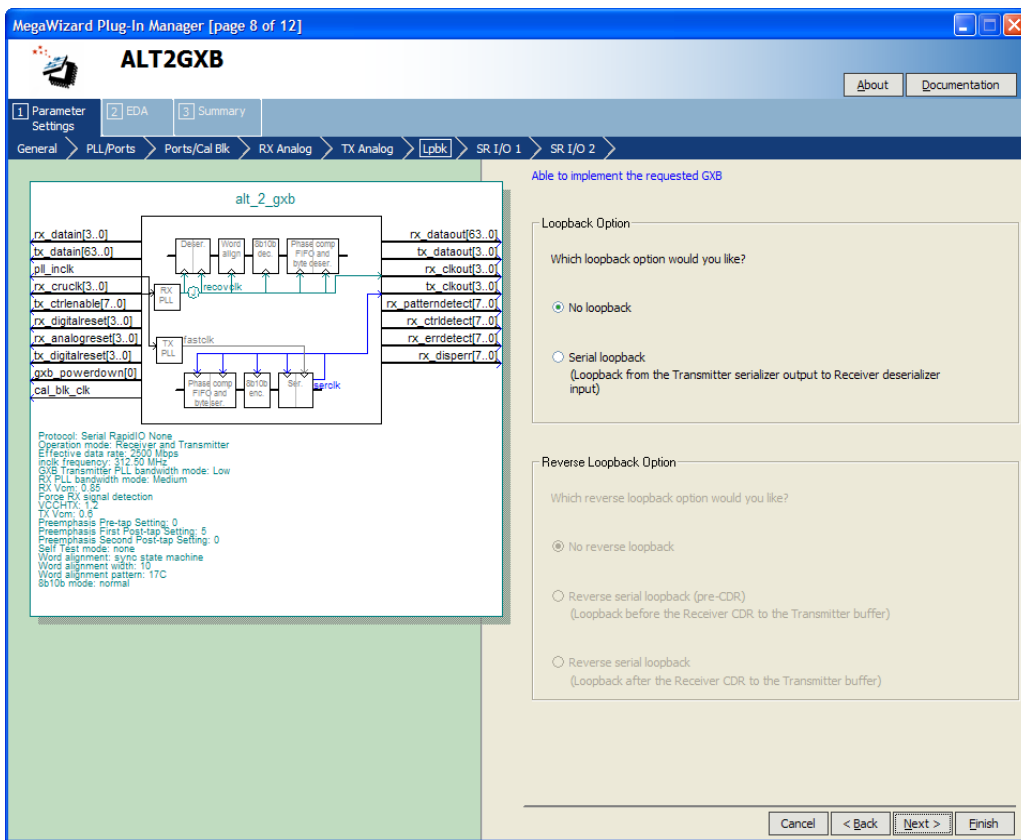 MegaWizard Plug-In Manager [page 8 of 12]
ALT2GXB
About
Documentation
1 Parameter Settings
2 EDA
3 Summary
General
PLL/Ports
Ports/Cal Blk
RX Analog
TX Analog
Lpbk
SR I/O 1
SR I/O 2
Able to implement the requested GXB
alt_2_gxb
rx_datain[3..0]
tx_datain[63..0]
pll_inclk
rx_cruclk[3..0]
tx_ctrlenable[7..0]
rx_digitalreset[3..0]
rx_analogreset[3..0]
tx_digitalreset[3..0]
gxb_powerdown[0]
cal_blk_clk
Deser.
Word
align
8b10b
dec.
Phase comp
FIFO and
byte deser.
RX
PLL
recovclk
TX
PLL
fastclk
Phase comp
FIFO and
byte ser.
8b10b
enc.
Ser.
serclk
rx_dataout[63..0]
tx_dataout[3..0]
rx_clkout[3..0]
tx_clkout[3..0]
rx_patterndetect[7..0]
rx_ctrldetect[7..0]
rx_errdetect[7..0]
rx_disperr[7..0]
Protocol: Serial RapidIO None
Operation mode: Receiver and Transmitter
Effective data rate: 2500 Mbps
inclk frequency: 312.50 MHz
GXB Transmitter PLL bandwidth mode: Low
RX PLL bandwidth mode: Medium
RX Vcm: 0.85
Force RX signal detection
VCCHTX: 1.2
TX Vcm: 0.6
Preemphasis Pre-tap Setting: 0
Preemphasis First Post-tap Setting: 5
Preemphasis Second Post-tap Setting: 0
Self Test mode: none
Word alignment: sync state machine
Word alignment width: 10
Word alignment pattern: 17C
8b10b mode: normal
Loopback Option
Which loopback option would you like?
No loopback
Serial loopback
(Loopback from the Transmitter serializer output to Receiver deserializer
input)
Reverse Loopback Option
Which reverse loopback option would you like?
No reverse loopback
Reverse serial loopback (pre-CDR)
(Loopback before the Receiver CDR to the Transmitter buffer)
Reverse serial loopback
(Loopback after the Receiver CDR to the Transmitter buffer)
Cancel
< Back
Next >
Finish